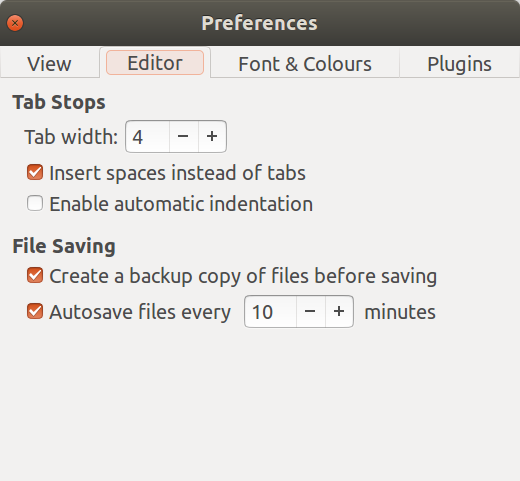 Preferences
View Editor Font & Colours Plugins
Tab Stops
Tab width: 4 − +
Insert spaces instead of tabs
Enable automatic indentation
File Saving
Create a backup copy of files before saving
Autosave files every 10 − + minutes